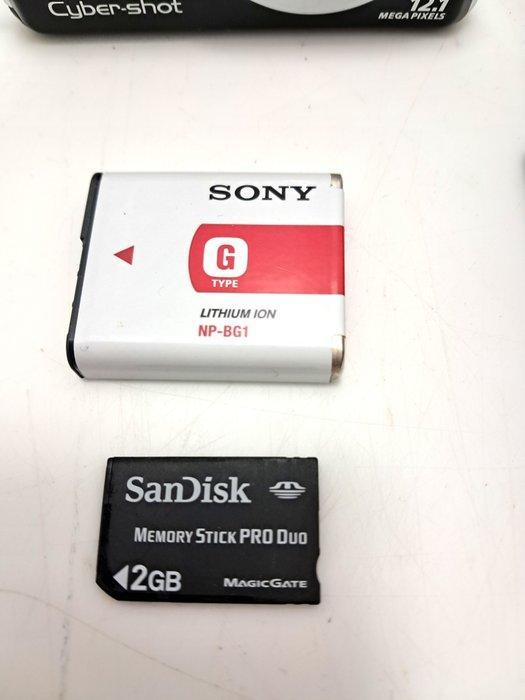 Cyber-shot
12.1
MEGA PIXELS
SONY
G
TYPE
LITHIUM ION
NP-BG1
SanDisk
MEMORY STICK PRO DUO
2GB
MAGICGATE